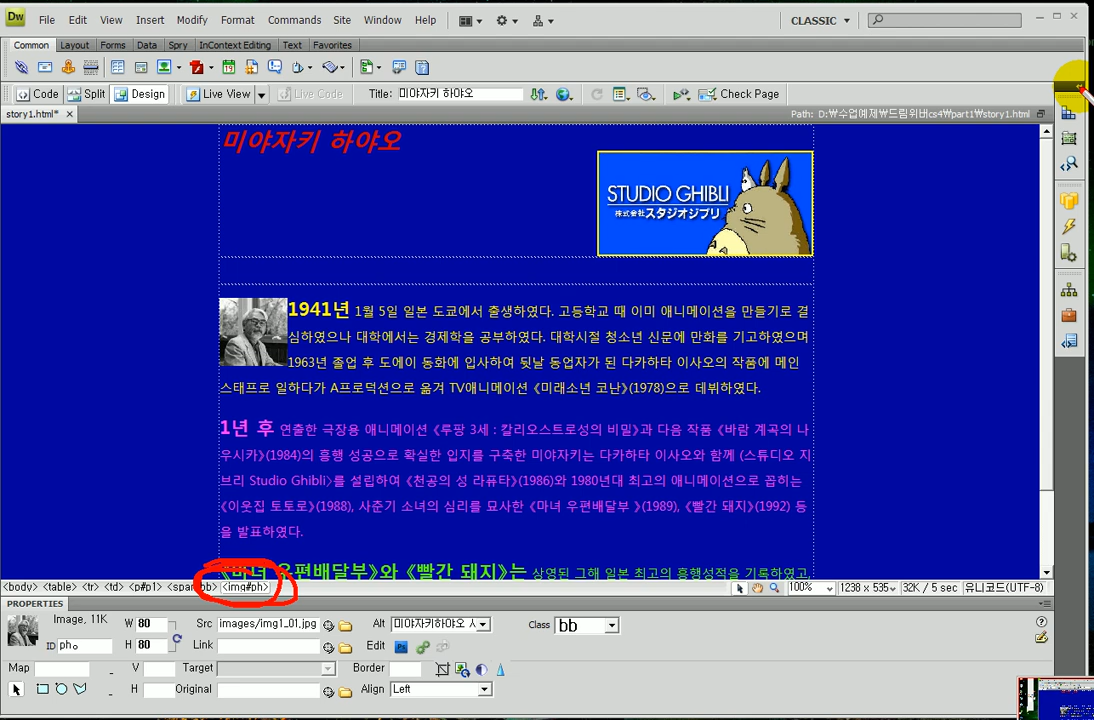 Dw File Edit View Insert Modify Format Commands Site Window Help CLASSIC
Common Layout Forms Data Spry InContext Editing Text Favorites
Code Split Design Live View Live Code Title: 미야자키 하야오 Check Page
story1.html* Path: D:₩수업예제₩드림위버cs4₩part1₩story1.html
미야자키 하야오
STUDIO GHIBLI
株式会社スタジオジブリ
1941년 1월 5일 일본 도쿄에서 출생하였다. 고등학교 때 이미 애니메이션을 만들기로 결
심하였으나 대학에서는 경제학을 공부하였다. 대학시절 청소년 신문에 만화를 기고하였으며
1963년 졸업 후 도에이 동화에 입사하여 뒷날 동업자가 된 다카하타 이사오의 작품에 메인
스태프로 일하다가 A프로덕션으로 옮겨 TV애니메이션 《미래소년 코난》(1978)으로 데뷔하였다.
1년 후 연출한 극장용 애니메이션 《루팡 3세 : 칼리오스트로성의 비밀》과 다음 작품 《바람 계곡의 나
우시카》(1984)의 흥행 성공으로 확실한 입지를 구축한 미야자키는 다카하타 이사오와 함께 〈스튜디오 지
브리 Studio Ghibli〉를 설립하여 《천공의 성 라퓨타》(1986)와 1980년대 최고의 애니메이션으로 꼽히는
《이웃집 토토로》(1988), 사춘기 소녀의 심리를 묘사한 《마녀 우편배달부 》(1989), 《빨간 돼지》(1992) 등
을 발표하였다.
《마녀 우편배달부》와 《빨간 돼지》는 상영된 그해 일본 최고의 흥행성적을 기록하였고,
<body> <table> <tr> <td> <p#p1> <img#ph> 100% 1238 x 535 32K / 5 sec 유니코드(UTF-8)
PROPERTIES
Image, 11K W 80 Src images/img1_01.jpg Alt 미야자키하야오 Class bb
ID ph H 80 Link Edit
Map V Target Border
H Original Align Left